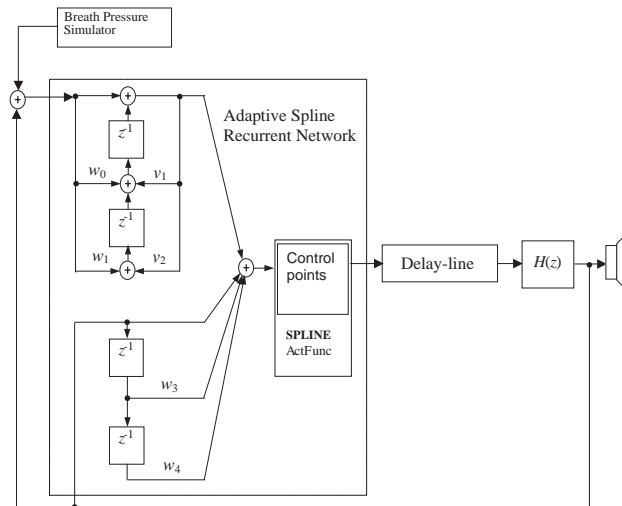 Breath Pressure
Simulator
+
+
Adaptive Spline
Recurrent Network
z-1
w0
+
v1
z-1
w1
+
v2
+
Control
points
Delay-line
H(z)
SPLINE
ActFunc
z-1
w3
z-1
w4